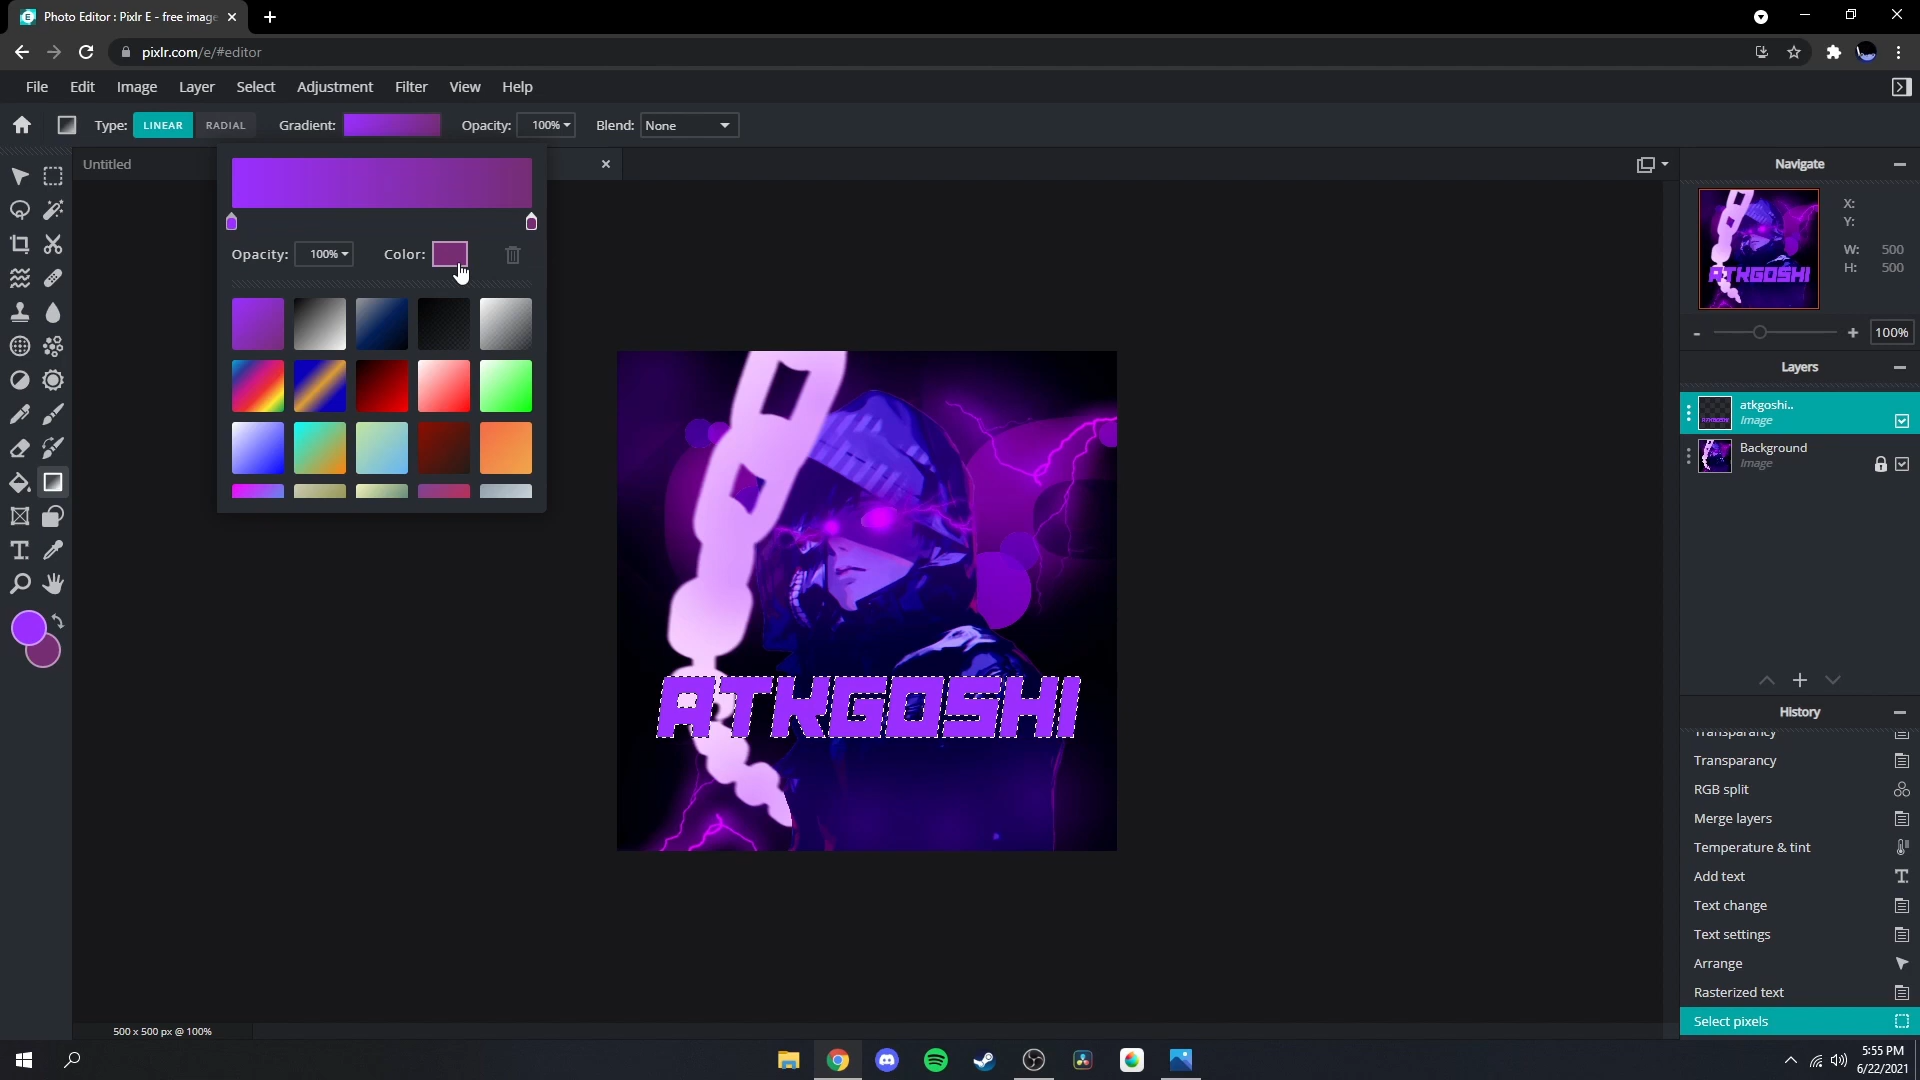 Photo Editor : Pixlr E - free image
pixlr.com/e/#editor
File Edit Image Layer Select Adjustment Filter View Help
Type: LINEAR RADIAL Gradient: Opacity: 100% Blend: None
Untitled
Opacity: 100% Color:
ATKGOSHI
500 x 500 px @ 100%
Navigate
ATKGOSHI
X:
Y:
W: 500
H: 500
- + 100%
Layers
atkgoshi..
Image
Background
Image
History
Transparancy
Transparancy
RGB split
Merge layers
Temperature & tint
Add text
Text change
Text settings
Arrange
Rasterized text
Select pixels
5:55 PM
6/22/2021